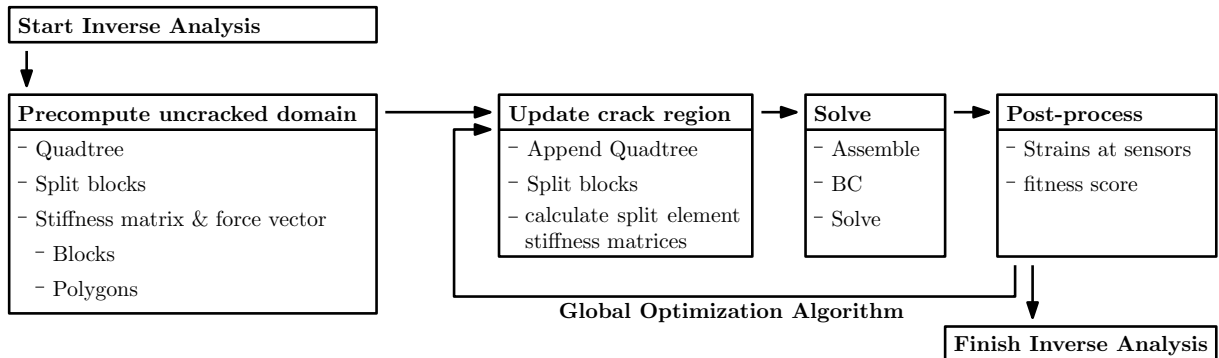 Start Inverse Analysis
Precompute uncracked domain
– Quadtree
– Split blocks
– Stiffness matrix & force vector
– Blocks
– Polygons
Update crack region
– Append Quadtree
– Split blocks
– calculate split element
stiffness matrices
Solve
– Assemble
– BC
– Solve
Post-process
– Strains at sensors
– fitness score
Global Optimization Algorithm
Finish Inverse Analysis